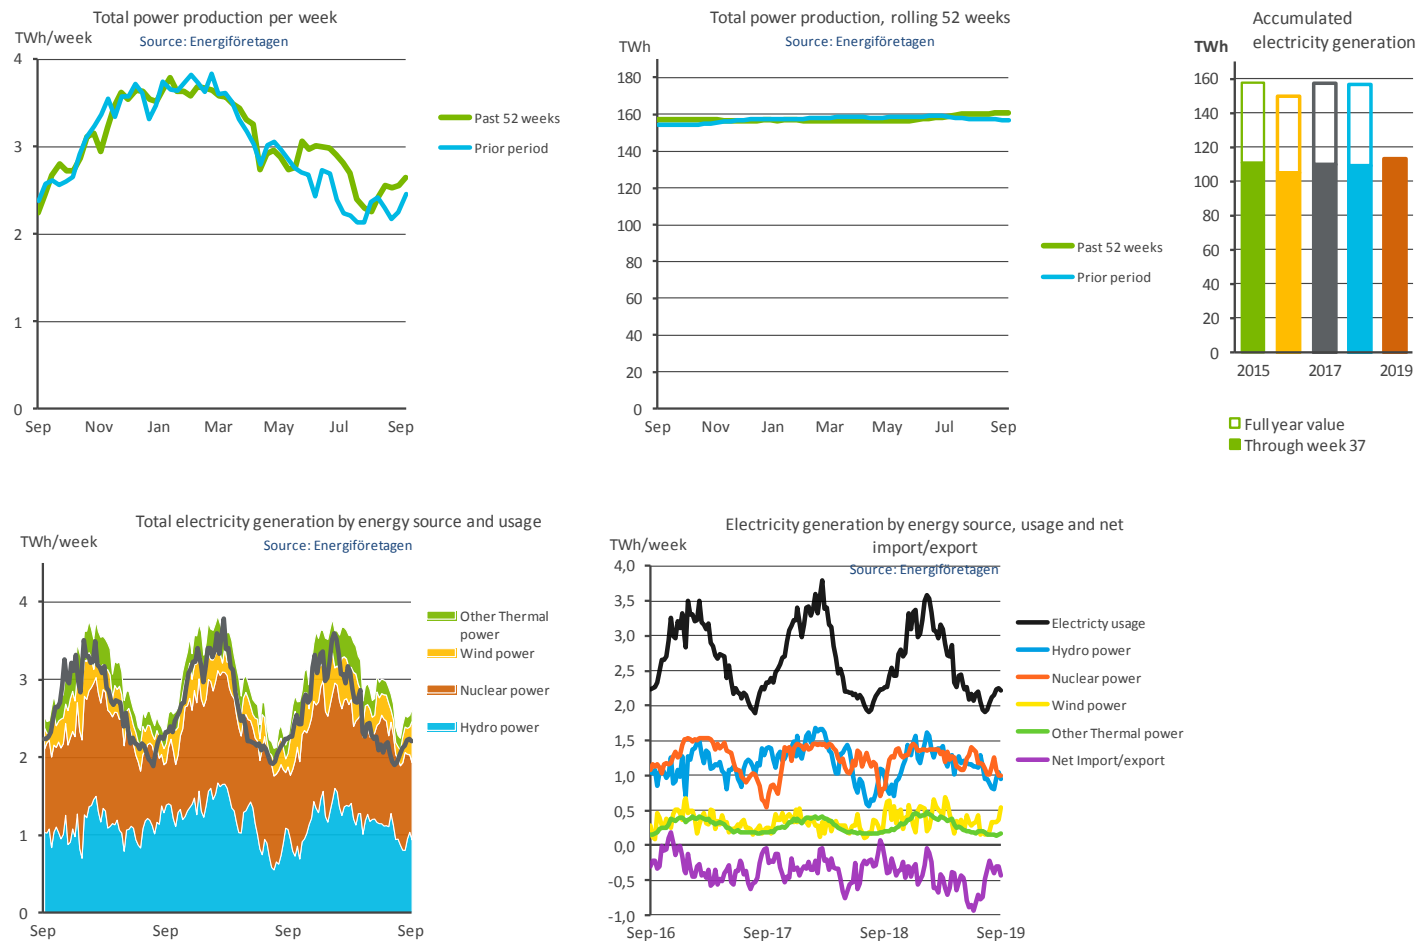 Total power production per week
TWh/week
Source: Energiföretagen
4
3
2
1
0
Sep Nov Jan Mar May Jul Sep
Past 52 weeks
Prior period
Total power production, rolling 52 weeks
TWh
Source: Energiföretagen
180
160
140
120
100
80
60
40
20
0
Sep Nov Jan Mar May Jul Sep
Past 52 weeks
Prior period
Accumulated
electricity generation
TWh
160
140
120
100
80
60
40
20
0
2015 2017 2019
Full year value
Through week 37
Total electricity generation by energy source and usage
TWh/week
Source: Energiföretagen
4
3
2
1
0
Sep Sep Sep Sep
Other Thermal
power
Wind power
Nuclear power
Hydro power
Electricity generation by energy source, usage and net
import/export
TWh/week
Source: Energiföretagen
4,0
3,5
3,0
2,5
2,0
1,5
1,0
0,5
0,0
-0,5
-1,0
Sep-16 Sep-17 Sep-18 Sep-19
Electricty usage
Hydro power
Nuclear power
Wind power
Other Thermal power
Net Import/export